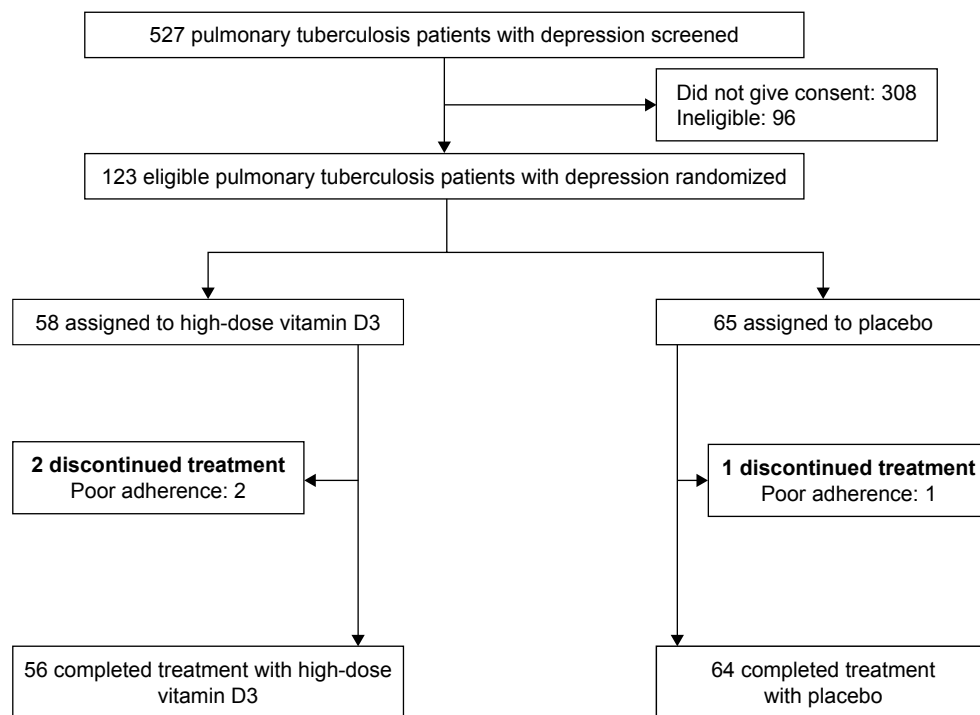 527 pulmonary tuberculosis patients with depression screened
Did not give consent: 308
Ineligible: 96
123 eligible pulmonary tuberculosis patients with depression randomized
58 assigned to high-dose vitamin D3
65 assigned to placebo
2 discontinued treatment
Poor adherence: 2
1 discontinued treatment
Poor adherence: 1
56 completed treatment with high-dose
vitamin D3
64 completed treatment
with placebo